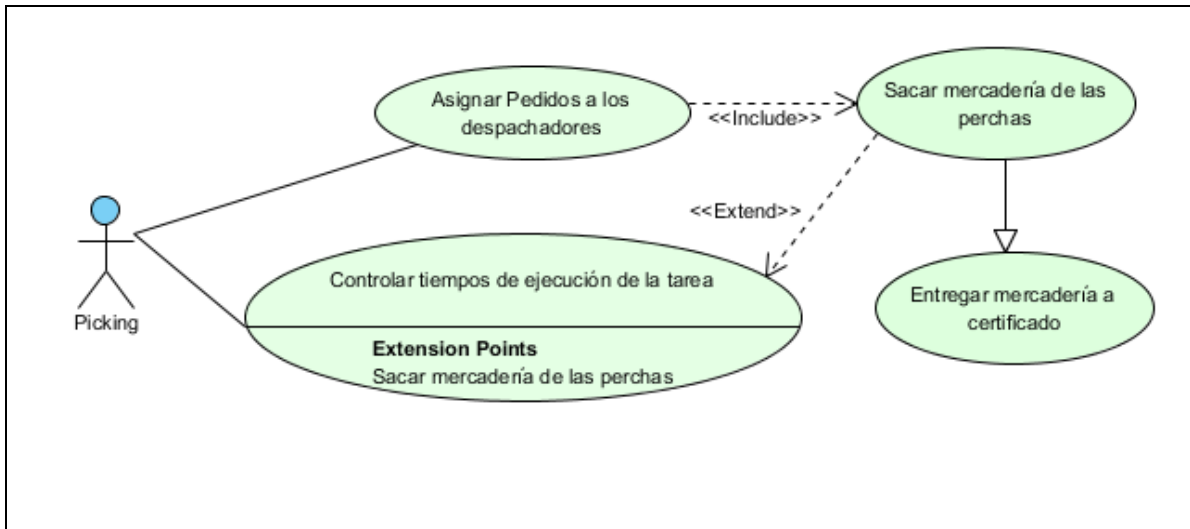 Asignar Pedidos a los
despachadores
<<Include>>
Sacar mercadería de las
perchas
<<Extend>>
Picking
Controlar tiempos de ejecución de la tarea
Extension Points
Sacar mercadería de las perchas
Entregar mercadería a
certificado